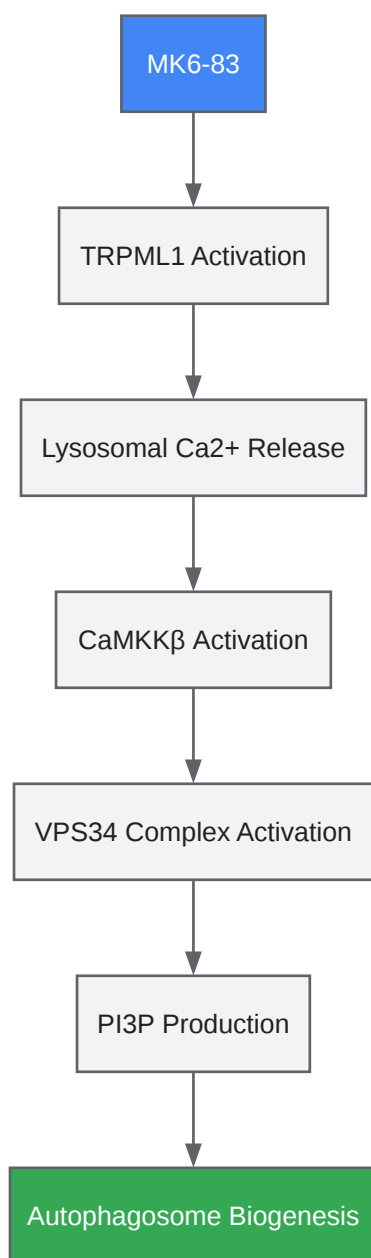 MK6-83
TRPML1 Activation
Lysosomal Ca2+ Release
CaMKKβ Activation
VPS34 Complex Activation
PI3P Production
Autophagosome Biogenesis